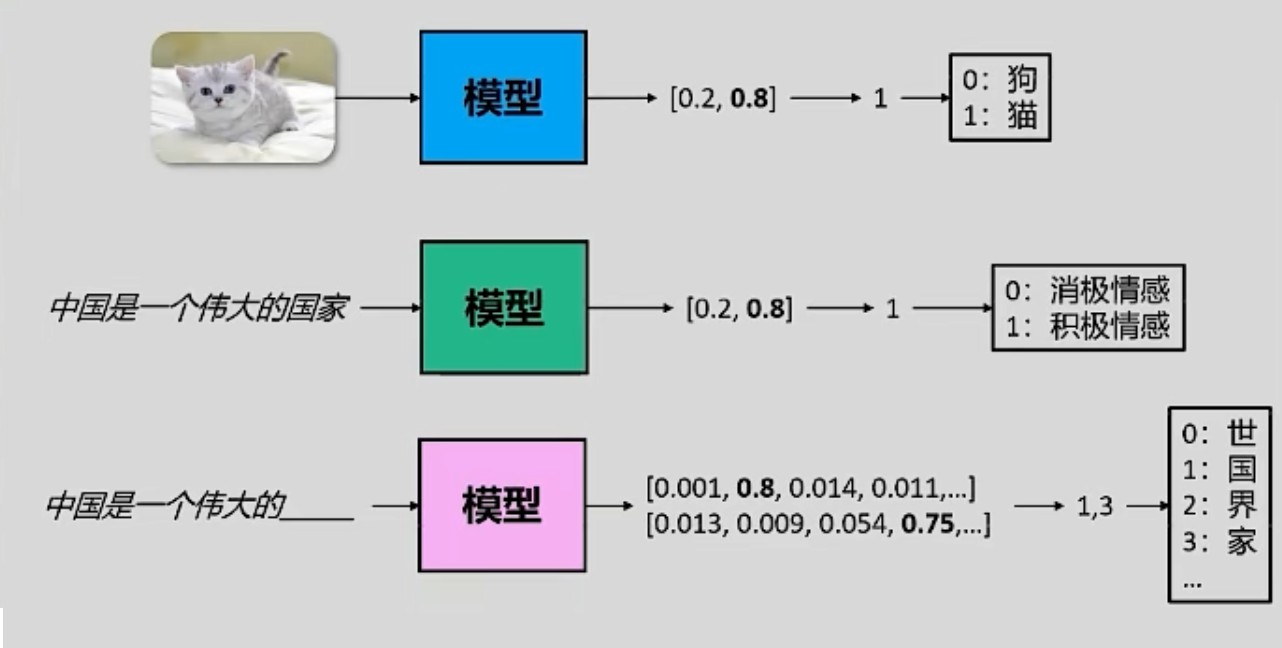 模型
[0.2, 0.8]
1
0：狗
1：猫
中国是一个伟大的国家
模型
[0.2, 0.8]
1
0：消极情感
1：积极情感
中国是一个伟大的_____
模型
[0.001, 0.8, 0.014, 0.011,...]
[0.013, 0.009, 0.054, 0.75,...]
1,3
0：世
1：国
2：界
3：家
...